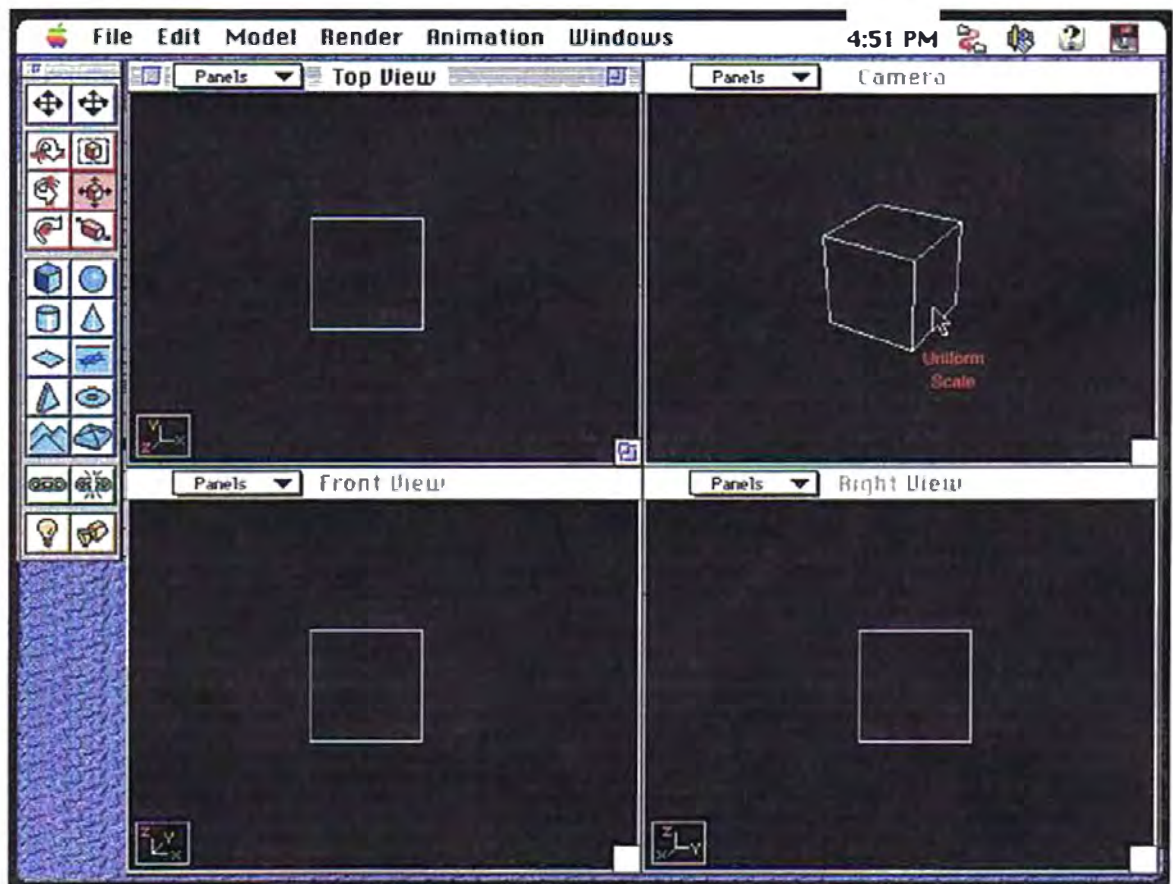 File Edit Model Render Animation Windows 4:51 PM
Panels Top View
Panels Camera
Uniform
Scale
Y
Z X
Panels Front View
Panels Right View
Z Y
X
Z
X Y